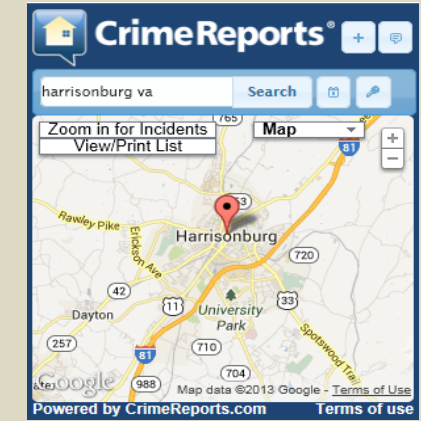 CrimeReports®
harrisonburg va
Search
Zoom in for Incidents
View/Print List
Map
765
81
53
Rawley Pike
Erickson Ave
Harrisonburg
720
42
11
33
Dayton
University
Park
257
710
81
Spotswood Trail
704
988
Google
Map data ©2013 Google - Terms of Use
Powered by CrimeReports.com
Terms of use